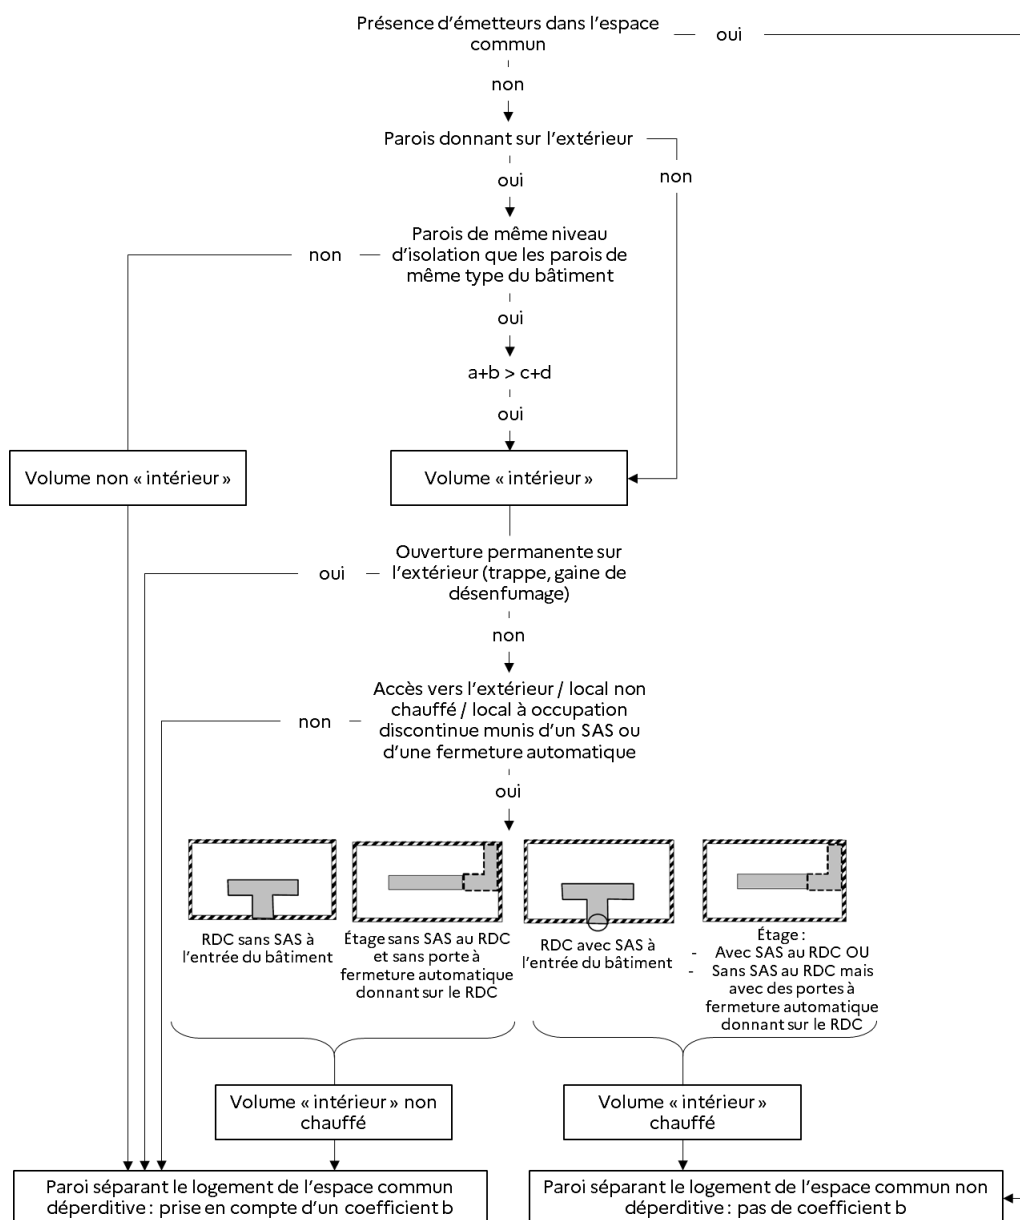 Présence d’émetteurs dans l’espace
commun
oui
non
Parois donnant sur l’extérieur
non
oui
Parois de même niveau
d’isolation que les parois de
même type du bâtiment
non
oui
a+b > c+d
oui
Volume non « intérieur »
Volume « intérieur »
Ouverture permanente sur
l’extérieur (trappe, gaine de
désenfumage)
oui
non
Accès vers l’extérieur / local non
chauffé / local à occupation
discontinue munis d’un SAS ou
d’une fermeture automatique
non
oui
RDC sans SAS à
l’entrée du bâtiment
Étage sans SAS au RDC
et sans porte à
fermeture automatique
donnant sur le RDC
RDC avec SAS à
l’entrée du bâtiment
Étage :
- Avec SAS au RDC OU
- Sans SAS au RDC mais
avec des portes à
fermeture automatique
donnant sur le RDC
Volume « intérieur » non
chauffé
Volume « intérieur »
chauffé
Paroi séparant le logement de l’espace commun
déperditive : prise en compte d’un coefficient b
Paroi séparant le logement de l’espace commun non
déperditive : pas de coefficient b